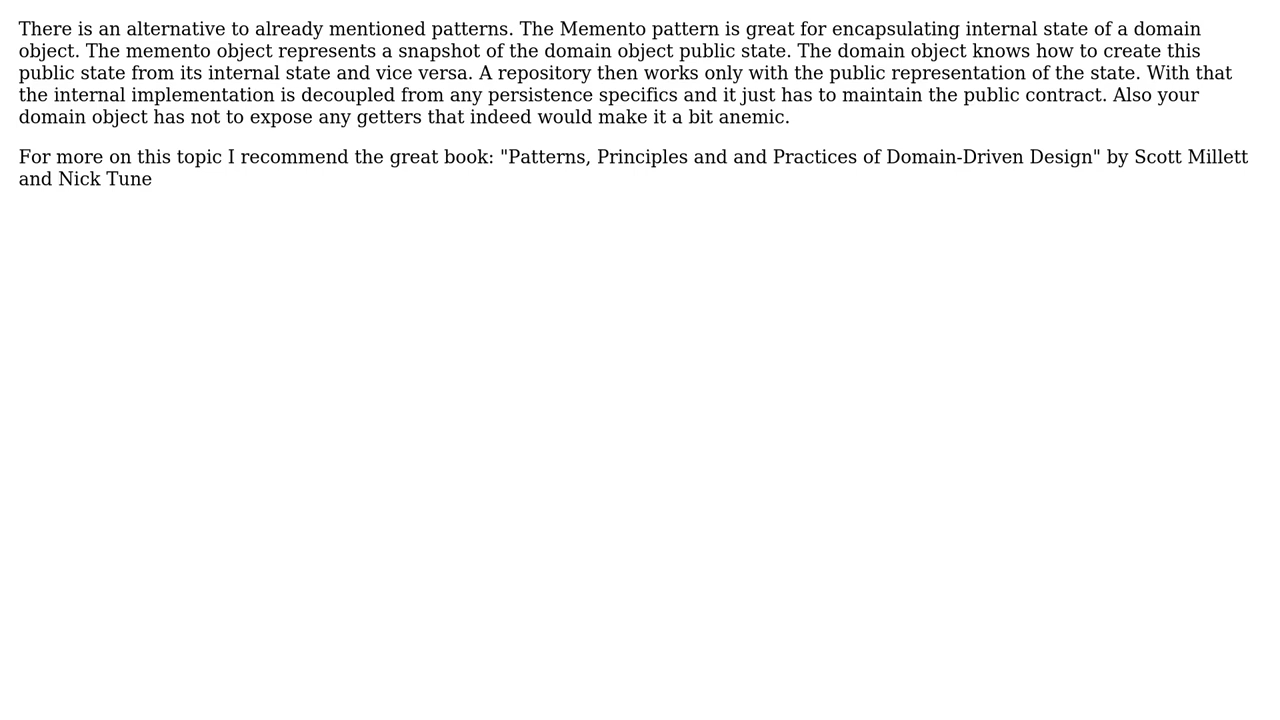 There is an alternative to already mentioned patterns. The Memento pattern is great for encapsulating internal state of a domain
object. The memento object represents a snapshot of the domain object public state. The domain object knows how to create this
public state from its internal state and vice versa. A repository then works only with the public representation of the state. With that
the internal implementation is decoupled from any persistence specifics and it just has to maintain the public contract. Also your
domain object has not to expose any getters that indeed would make it a bit anemic.
For more on this topic I recommend the great book: "Patterns, Principles and and Practices of Domain-Driven Design" by Scott Millett
and Nick Tune